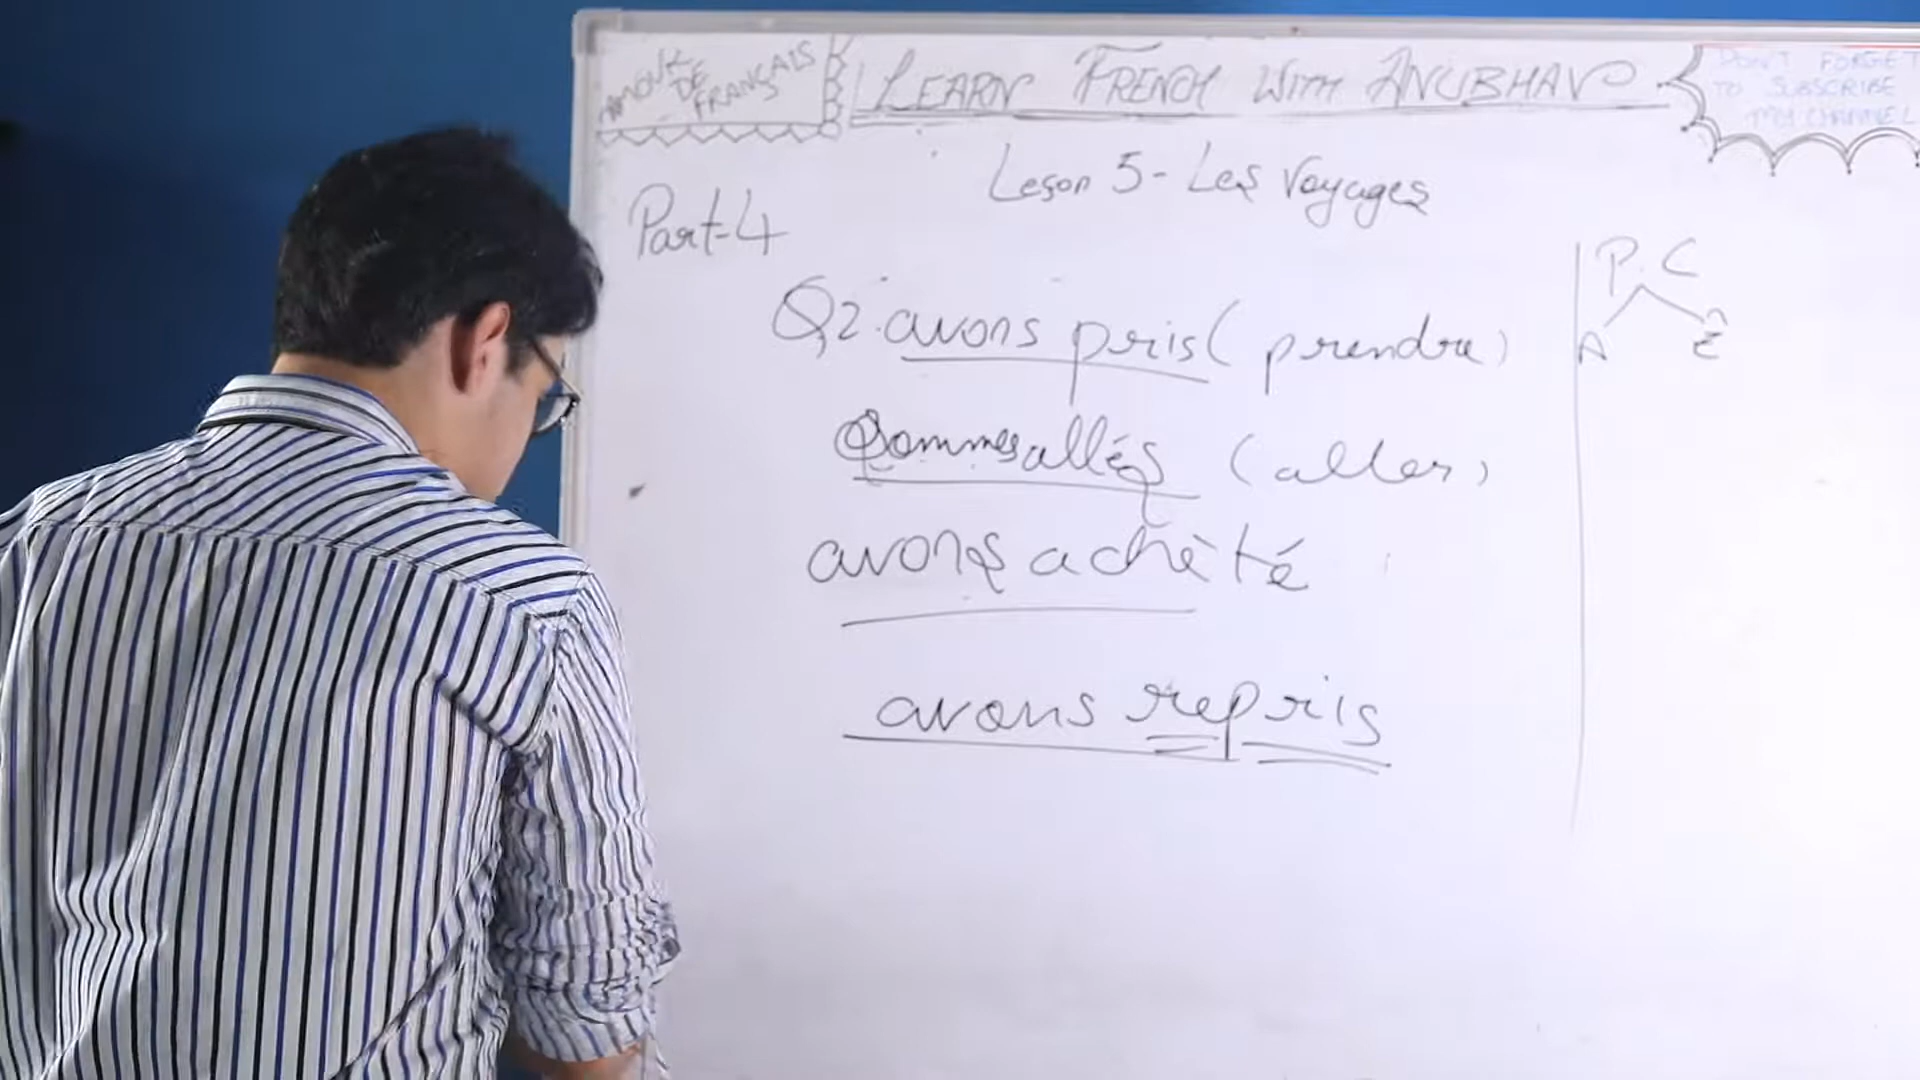 AMOUR DE FRANÇAIS
LEARN FRENCH WITH ANUBHAV
DON'T FORGET
TO SUBSCRIBE
MY CHANNEL
Leson 5 - Les Voyages
Part-4
P.C
A Ê
Q2. avons pris (prendre)
Sommes allés (aller)
avons achèté
avons repris